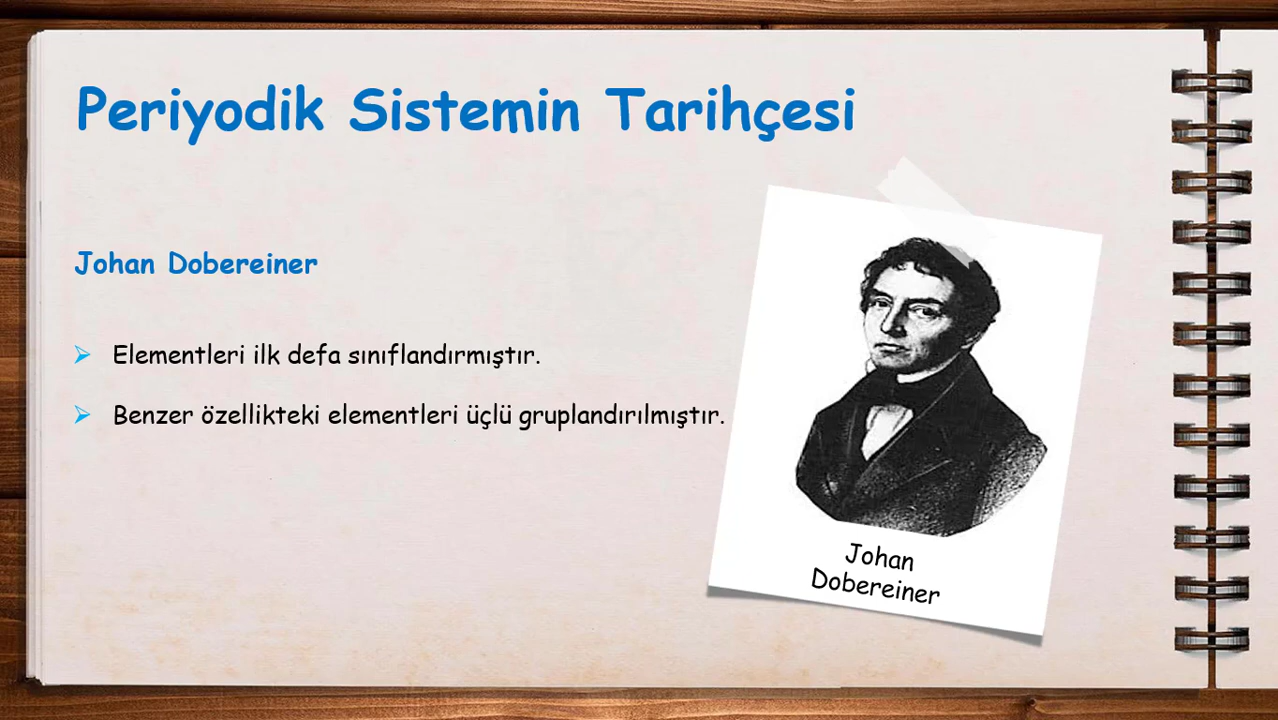 Periyodik Sistemin Tarihçesi
Johan Dobereiner
Elementleri ilk defa sınıflandırmıştır.
Benzer özellikteki elementleri üçlü gruplandırılmıştır.
Johan
Dobereiner